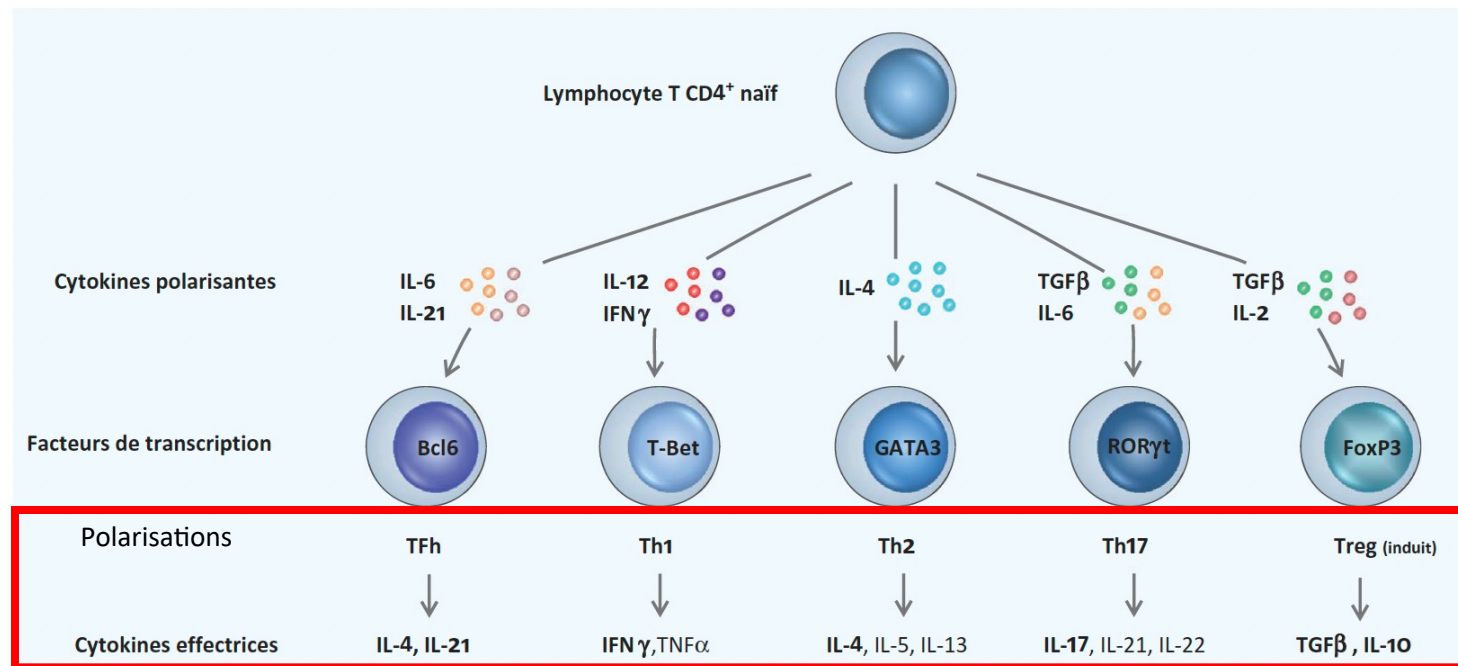 Lymphocyte T CD4⁺ naïf
Cytokines polarisantes
IL-6
IL-21
IL-12
IFNγ
IL-4
TGFβ
IL-6
TGFβ
IL-2
Facteurs de transcription
Bcl6
T-Bet
GATA3
RORγt
FoxP3
Polarisations
TFh
Th1
Th2
Th17
Treg (induit)
Cytokines effectrices
IL-4, IL-21
IFNγ,TNFα
IL-4, IL-5, IL-13
IL-17, IL-21, IL-22
TGFβ, IL-10